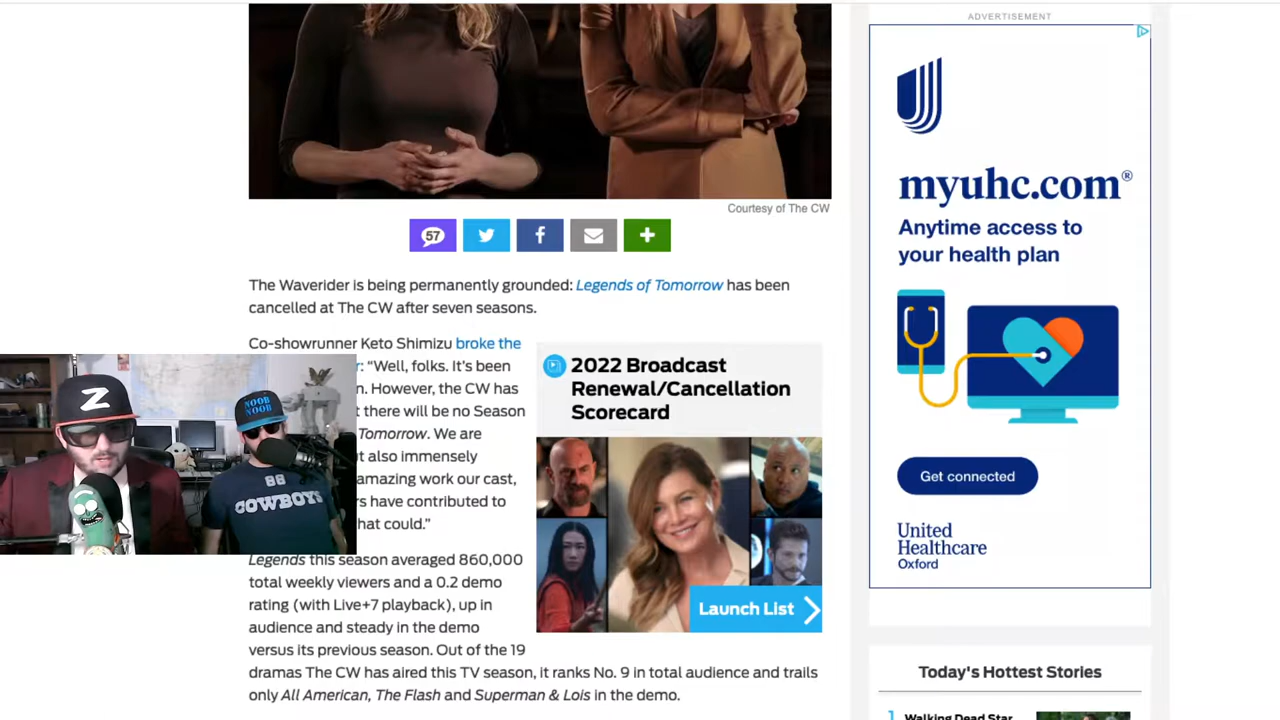 ADVERTISEMENT
myuhc.com®
Anytime access to
your health plan
Get connected
United
Healthcare
Oxford
Courtesy of The CW
57
The Waverider is being permanently grounded: Legends of Tomorrow has been
cancelled at The CW after seven seasons.
Co-showrunner Keto Shimizu broke the
: “Well, folks. It’s been
n. However, the CW has
t there will be no Season
Tomorrow. We are
t also immensely
amazing work our cast,
rs have contributed to
hat could.”
Legends this season averaged 860,000
total weekly viewers and a 0.2 demo
rating (with Live+7 playback), up in
audience and steady in the demo
versus its previous season. Out of the 19
dramas The CW has aired this TV season, it ranks No. 9 in total audience and trails
only All American, The Flash and Superman & Lois in the demo.
2022 Broadcast
Renewal/Cancellation
Scorecard
Launch List
Z
NOOB
NOOB
88
COWBOYS
Today's Hottest Stories
1 Walking Dead Star